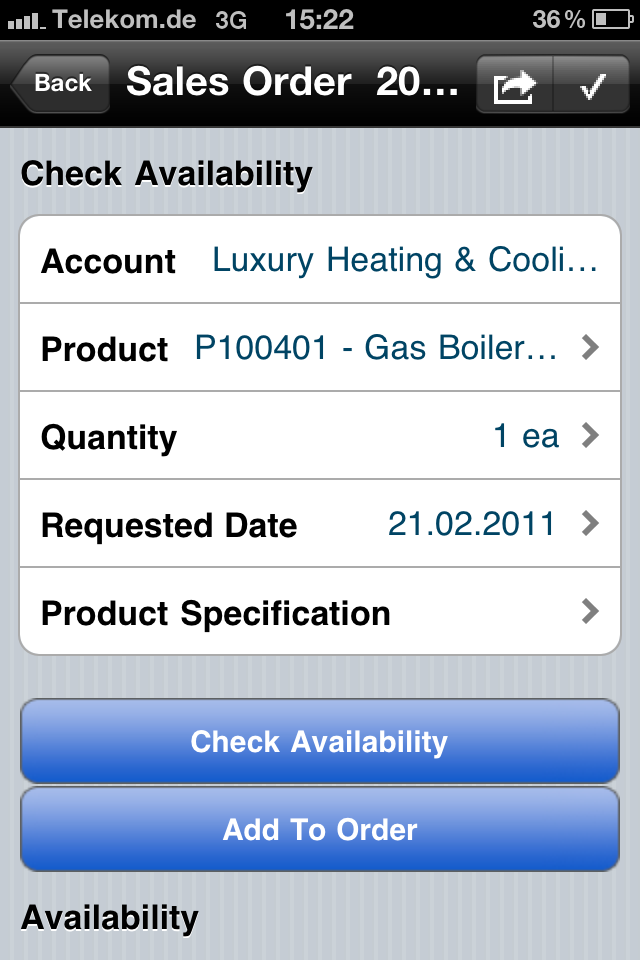 Telekom.de 3G 15:22 36%
Back Sales Order 20...
Check Availability
Account Luxury Heating & Cooli...
Product P100401 - Gas Boiler...
Quantity 1 ea
Requested Date 21.02.2011
Product Specification
Check Availability
Add To Order
Availability